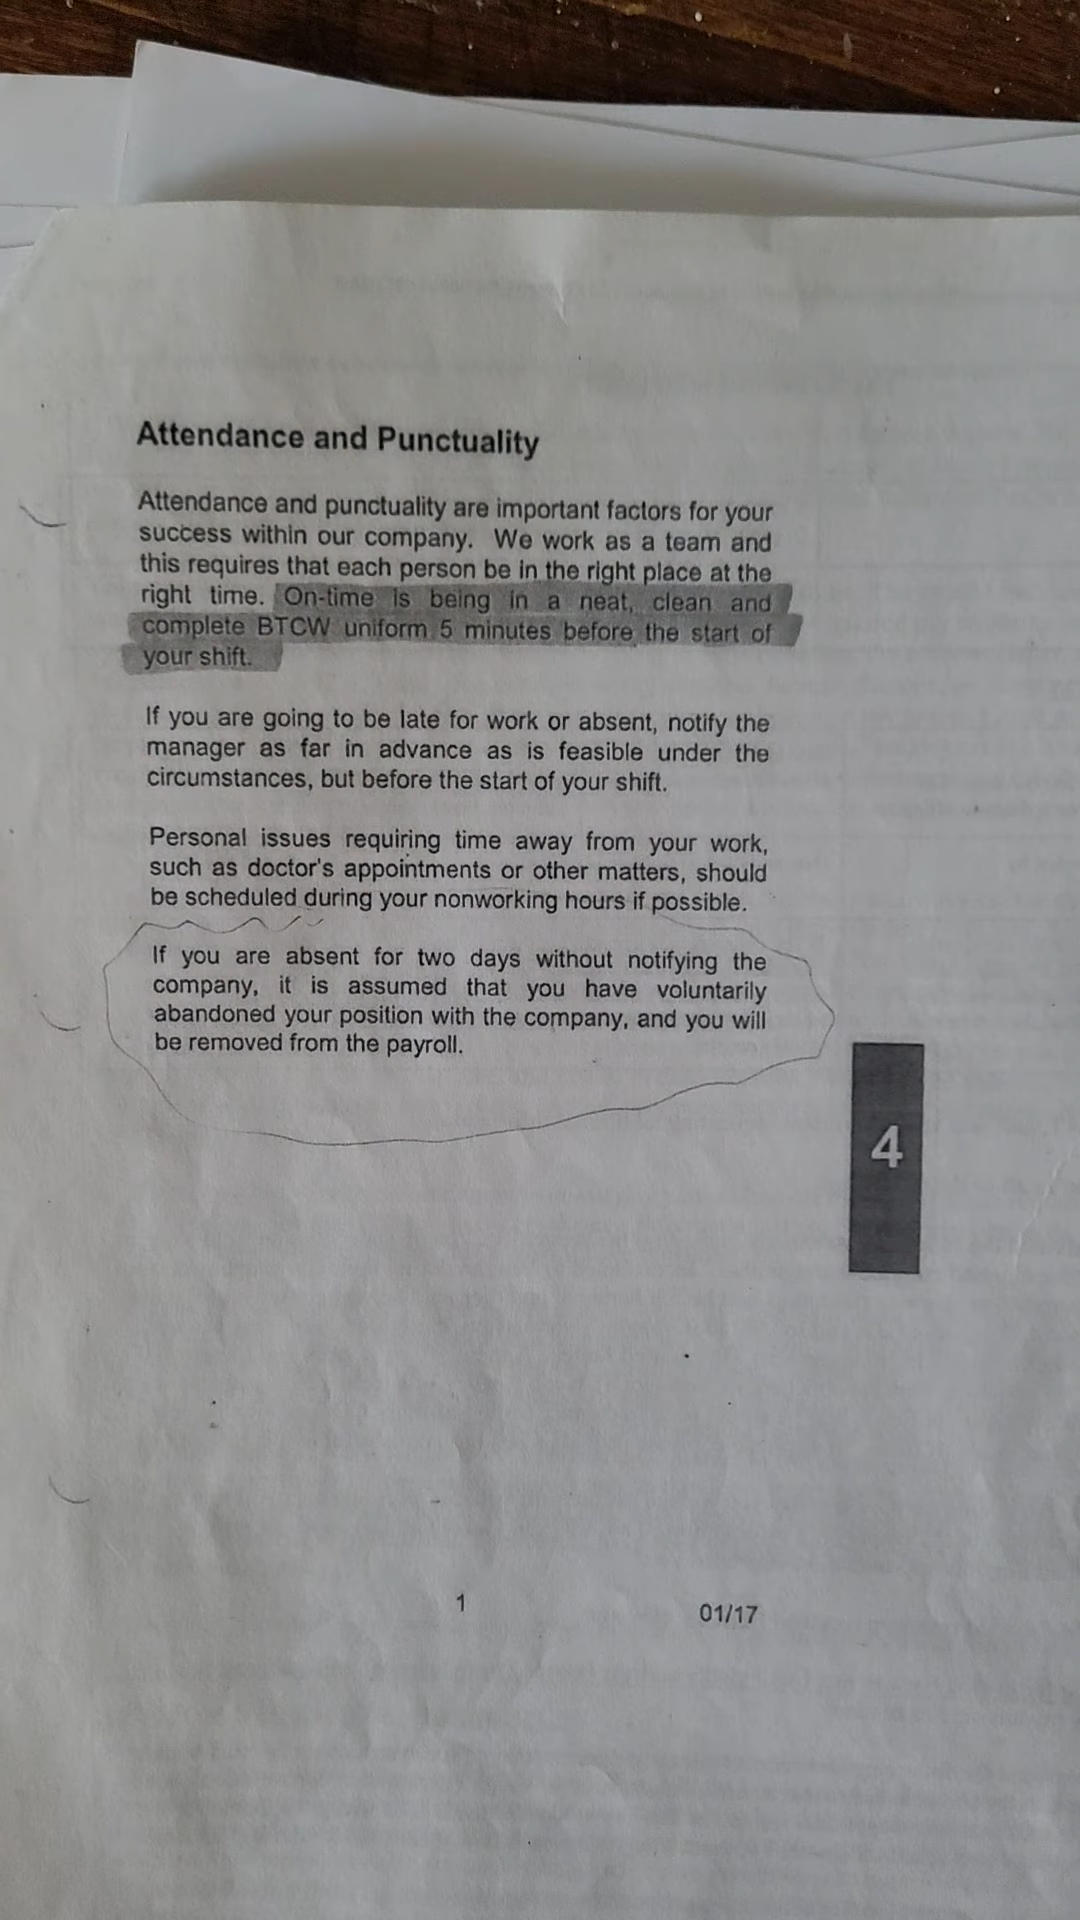 Attendance and Punctuality
Attendance and punctuality are important factors for your
success within our company. We work as a team and
this requires that each person be in the right place at the
right time. On-time is being in a neat, clean and
complete BTCW uniform 5 minutes before the start of
your shift.
If you are going to be late for work or absent, notify the
manager as far in advance as is feasible under the
circumstances, but before the start of your shift.
Personal issues requiring time away from your work,
such as doctor's appointments or other matters, should
be scheduled during your nonworking hours if possible.
If you are absent for two days without notifying the
company, it is assumed that you have voluntarily
abandoned your position with the company, and you will
be removed from the payroll.
4
1 01/17